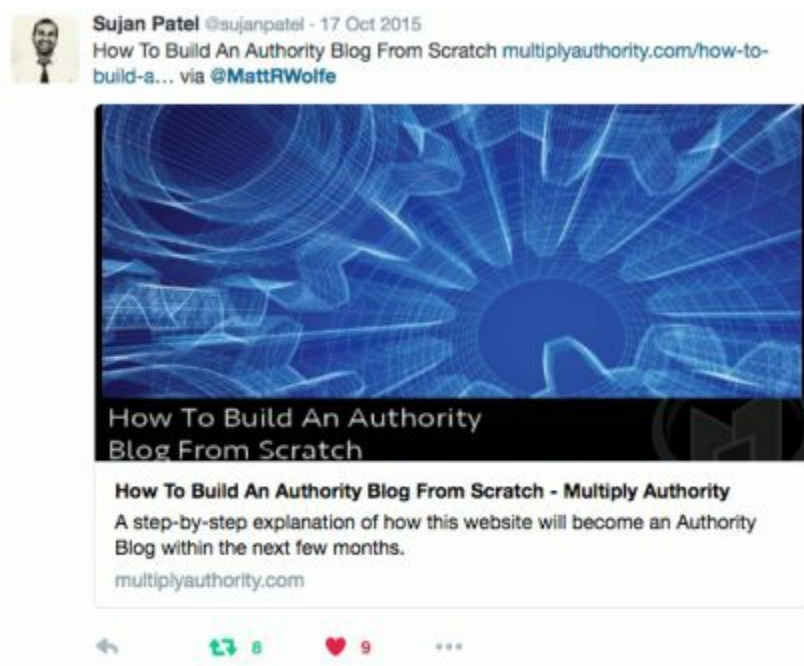 Sujan Patel @sujanpatel - 17 Oct 2015
How To Build An Authority Blog From Scratch multiplyauthority.com/how-to-
build-a... via @MattRWolfe
How To Build An Authority
Blog From Scratch
How To Build An Authority Blog From Scratch - Multiply Authority
A step-by-step explanation of how this website will become an Authority
Blog within the next few months.
multiplyauthority.com
8 9